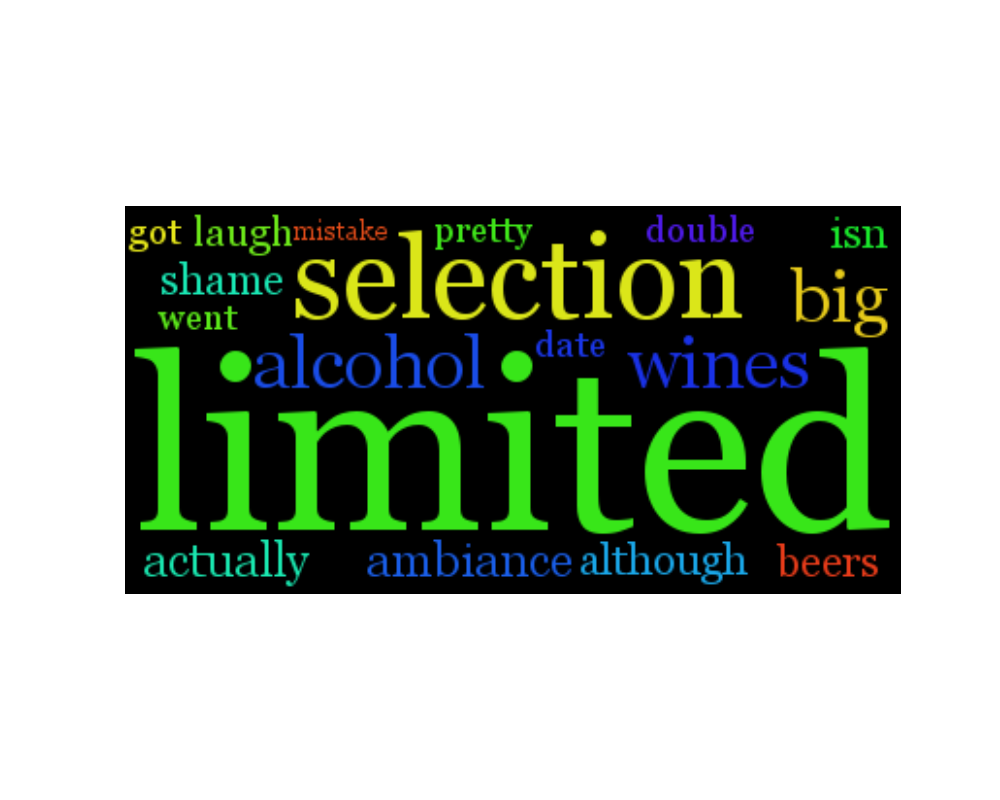 got laugh mistake pretty double isn
shame selection big
went
alcohol date wines
limited
actually ambiance although beers